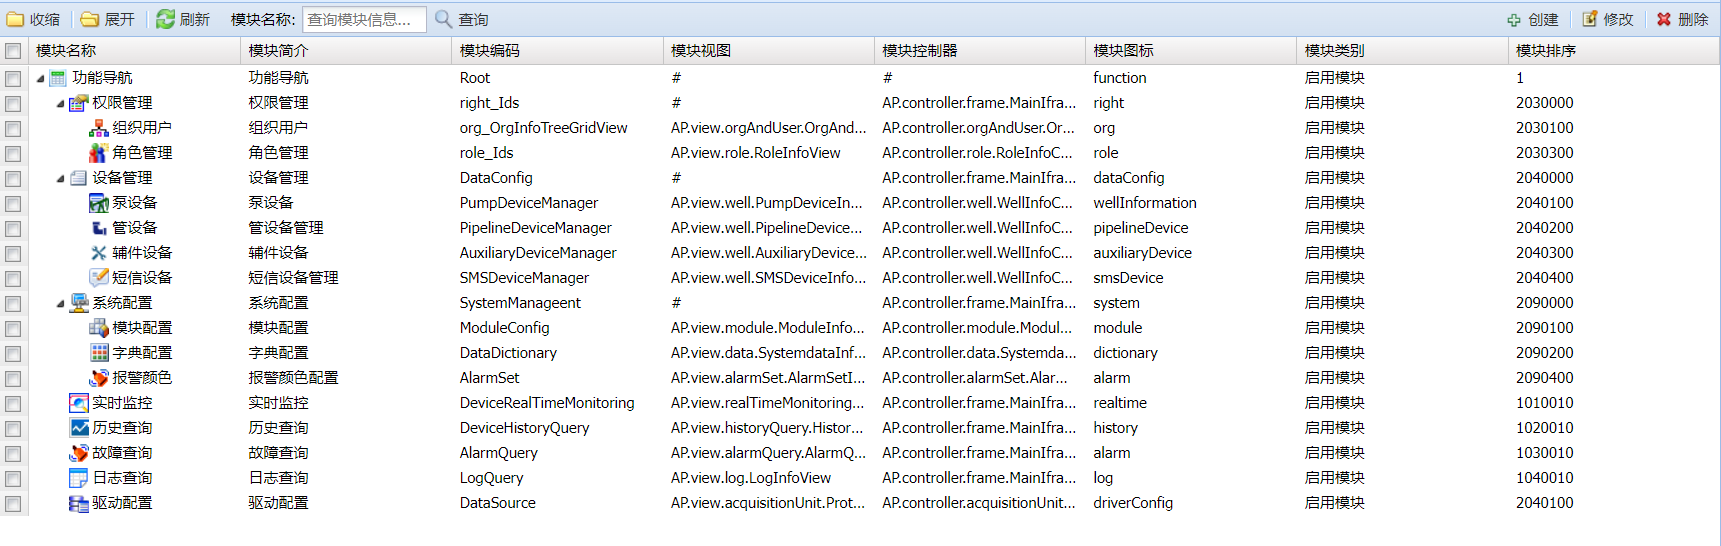 收缩 展开 刷新 模块名称: 查询模块信息... 查询 创建 修改 删除
模块名称 模块简介 模块编码 模块视图 模块控制器 模块图标 模块类别 模块排序
功能导航 功能导航 Root # # function 启用模块 1
权限管理 权限管理 right_Ids # AP.controller.frame.MainIfra... right 启用模块 2030000
组织用户 组织用户 org_OrgInfoTreeGridView AP.view.orgAndUser.OrgAnd... AP.controller.orgAndUser.Or... org 启用模块 2030100
角色管理 角色管理 role_Ids AP.view.role.RoleInfoView AP.controller.role.RoleInfoC... role 启用模块 2030300
设备管理 设备管理 DataConfig # AP.controller.frame.MainIfra... dataConfig 启用模块 2040000
泵设备 泵设备 PumpDeviceManager AP.view.well.PumpDeviceIn... AP.controller.well.WellInfoC... wellInformation 启用模块 2040100
管设备 管设备管理 PipelineDeviceManager AP.view.well.PipelineDevice... AP.controller.well.WellInfoC... pipelineDevice 启用模块 2040200
辅件设备 辅件设备 AuxiliaryDeviceManager AP.view.well.AuxiliaryDevice... AP.controller.well.WellInfoC... auxiliaryDevice 启用模块 2040300
短信设备 短信设备管理 SMSDeviceManager AP.view.well.SMSDeviceInfo... AP.controller.well.WellInfoC... smsDevice 启用模块 2040400
系统配置 系统配置 SystemManageent # AP.controller.frame.MainIfra... system 启用模块 2090000
模块配置 模块配置 ModuleConfig AP.view.module.ModuleInfo... AP.controller.module.Modul... module 启用模块 2090100
字典配置 字典配置 DataDictionary AP.view.data.SystemdataInf... AP.controller.data.Systemda... dictionary 启用模块 2090200
报警颜色 报警颜色配置 AlarmSet AP.view.alarmSet.AlarmSetI... AP.controller.alarmSet.Alar... alarm 启用模块 2090400
实时监控 实时监控 DeviceRealTimeMonitoring AP.view.realTimeMonitoring... AP.controller.frame.MainIfra... realtime 启用模块 1010010
历史查询 历史查询 DeviceHistoryQuery AP.view.historyQuery.Histor... AP.controller.frame.MainIfra... history 启用模块 1020010
故障查询 故障查询 AlarmQuery AP.view.alarmQuery.AlarmQ... AP.controller.frame.MainIfra... alarm 启用模块 1030010
日志查询 日志查询 LogQuery AP.view.log.LogInfoView AP.controller.frame.MainIfra... log 启用模块 1040010
驱动配置 驱动配置 DataSource AP.view.acquisitionUnit.Prot... AP.controller.acquisitionUnit... driverConfig 启用模块 2040100